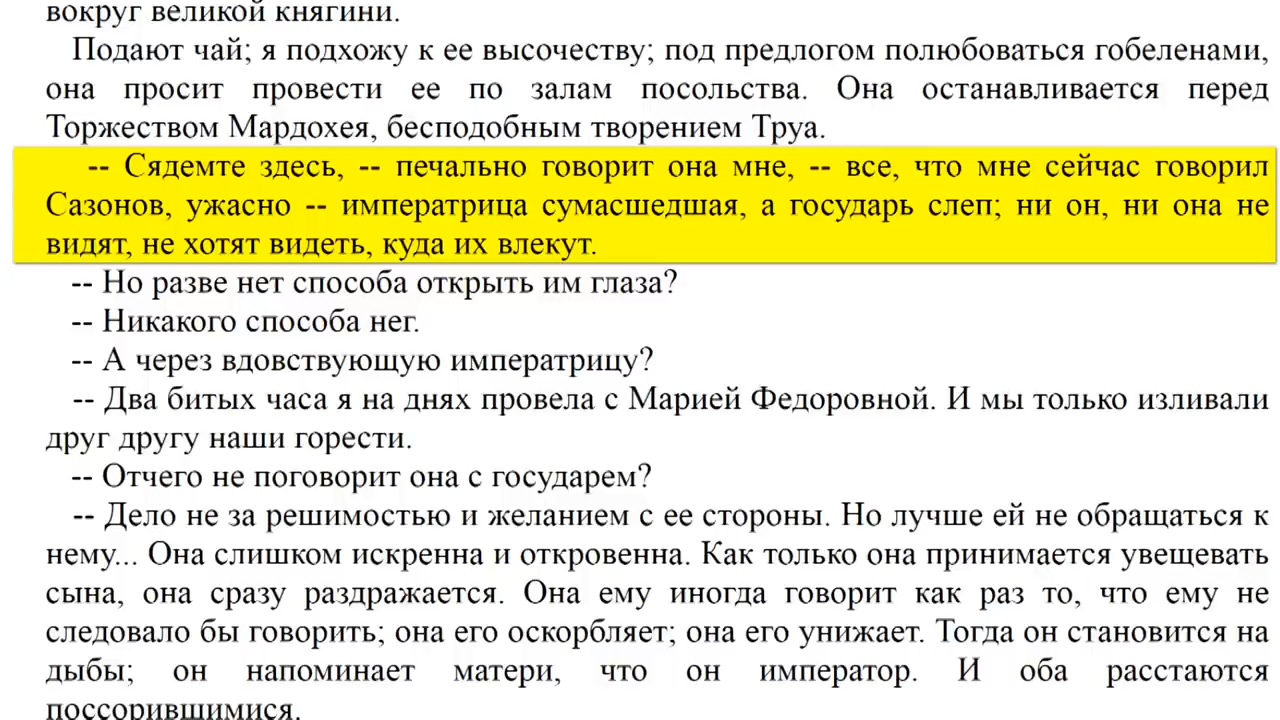 вокруг великой княгини.
Подают чай; я подхожу к ее высочеству; под предлогом полюбоваться гобеленами,
она просит провести ее по залам посольства. Она останавливается перед
Торжеством Мардохея, бесподобным творением Труа.
-- Сядемте здесь, -- печально говорит она мне, -- все, что мне сейчас говорил
Сазонов, ужасно -- императрица сумасшедшая, а государь слеп; ни он, ни она не
видят, не хотят видеть, куда их влекут.
-- Но разве нет способа открыть им глаза?
-- Никакого способа нег.
-- А через вдовствующую императрицу?
-- Два битых часа я на днях провела с Марией Федоровной. И мы только изливали
друг другу наши горести.
-- Отчего не поговорит она с государем?
-- Дело не за решимостью и желанием с ее стороны. Но лучше ей не обращаться к
нему... Она слишком искренна и откровенна. Как только она принимается увещевать
сына, она сразу раздражается. Она ему иногда говорит как раз то, что ему не
следовало бы говорить; она его оскорбляет; она его унижает. Тогда он становится на
дыбы; он напоминает матери, что он император. И оба расстаются
поссорившимися.